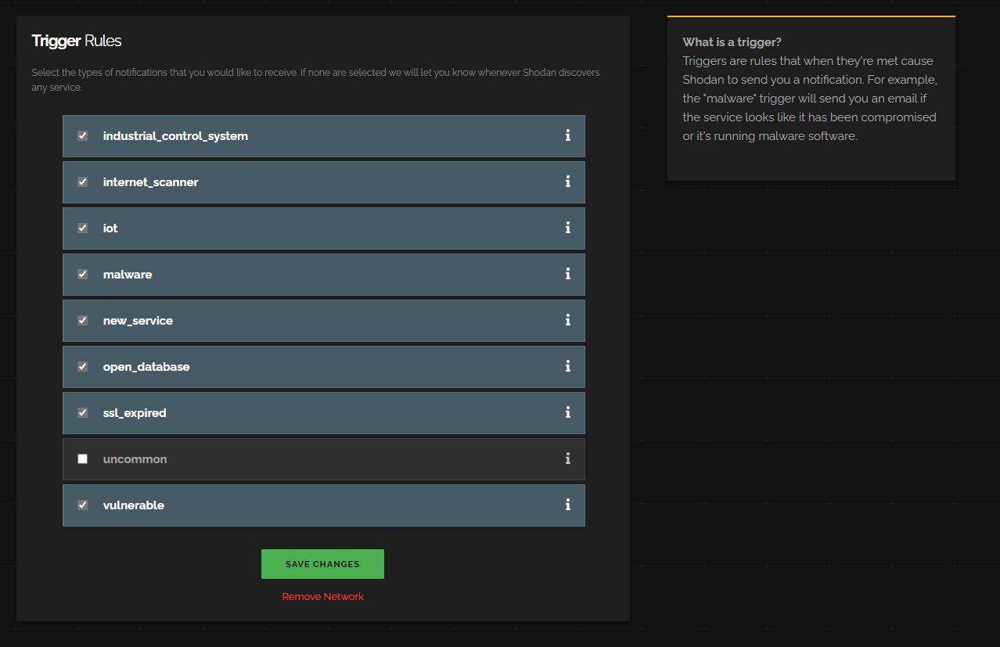 Trigger Rules
Select the types of notifications that you would like to receive. If none are selected we will let you know whenever Shodan discovers
any service.
industrial_control_system
internet_scanner
iot
malware
new_service
open_database
ssl_expired
uncommon
vulnerable
SAVE CHANGES
Remove Network
What is a trigger?
Triggers are rules that when they're met cause
Shodan to send you a notification. For example,
the "malware" trigger will send you an email if
the service looks like it has been compromised
or it's running malware software.